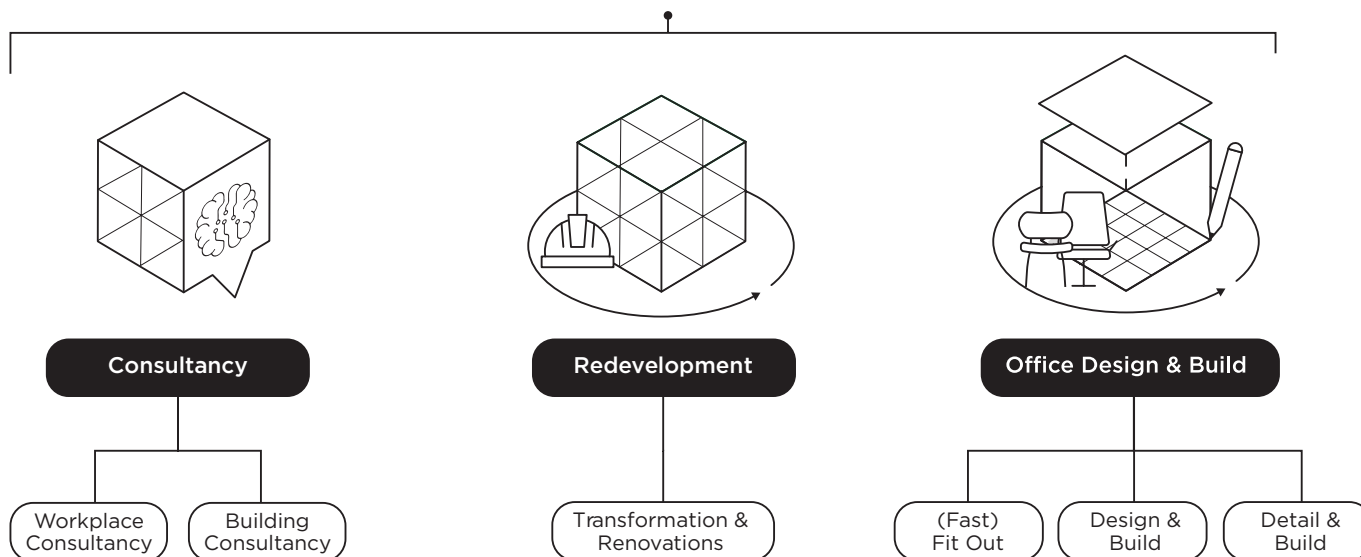 Consultancy
Redevelopment
Office Design & Build
Workplace
Consultancy
Building
Consultancy
Transformation &
Renovations
(Fast)
Fit Out
Design &
Build
Detail &
Build